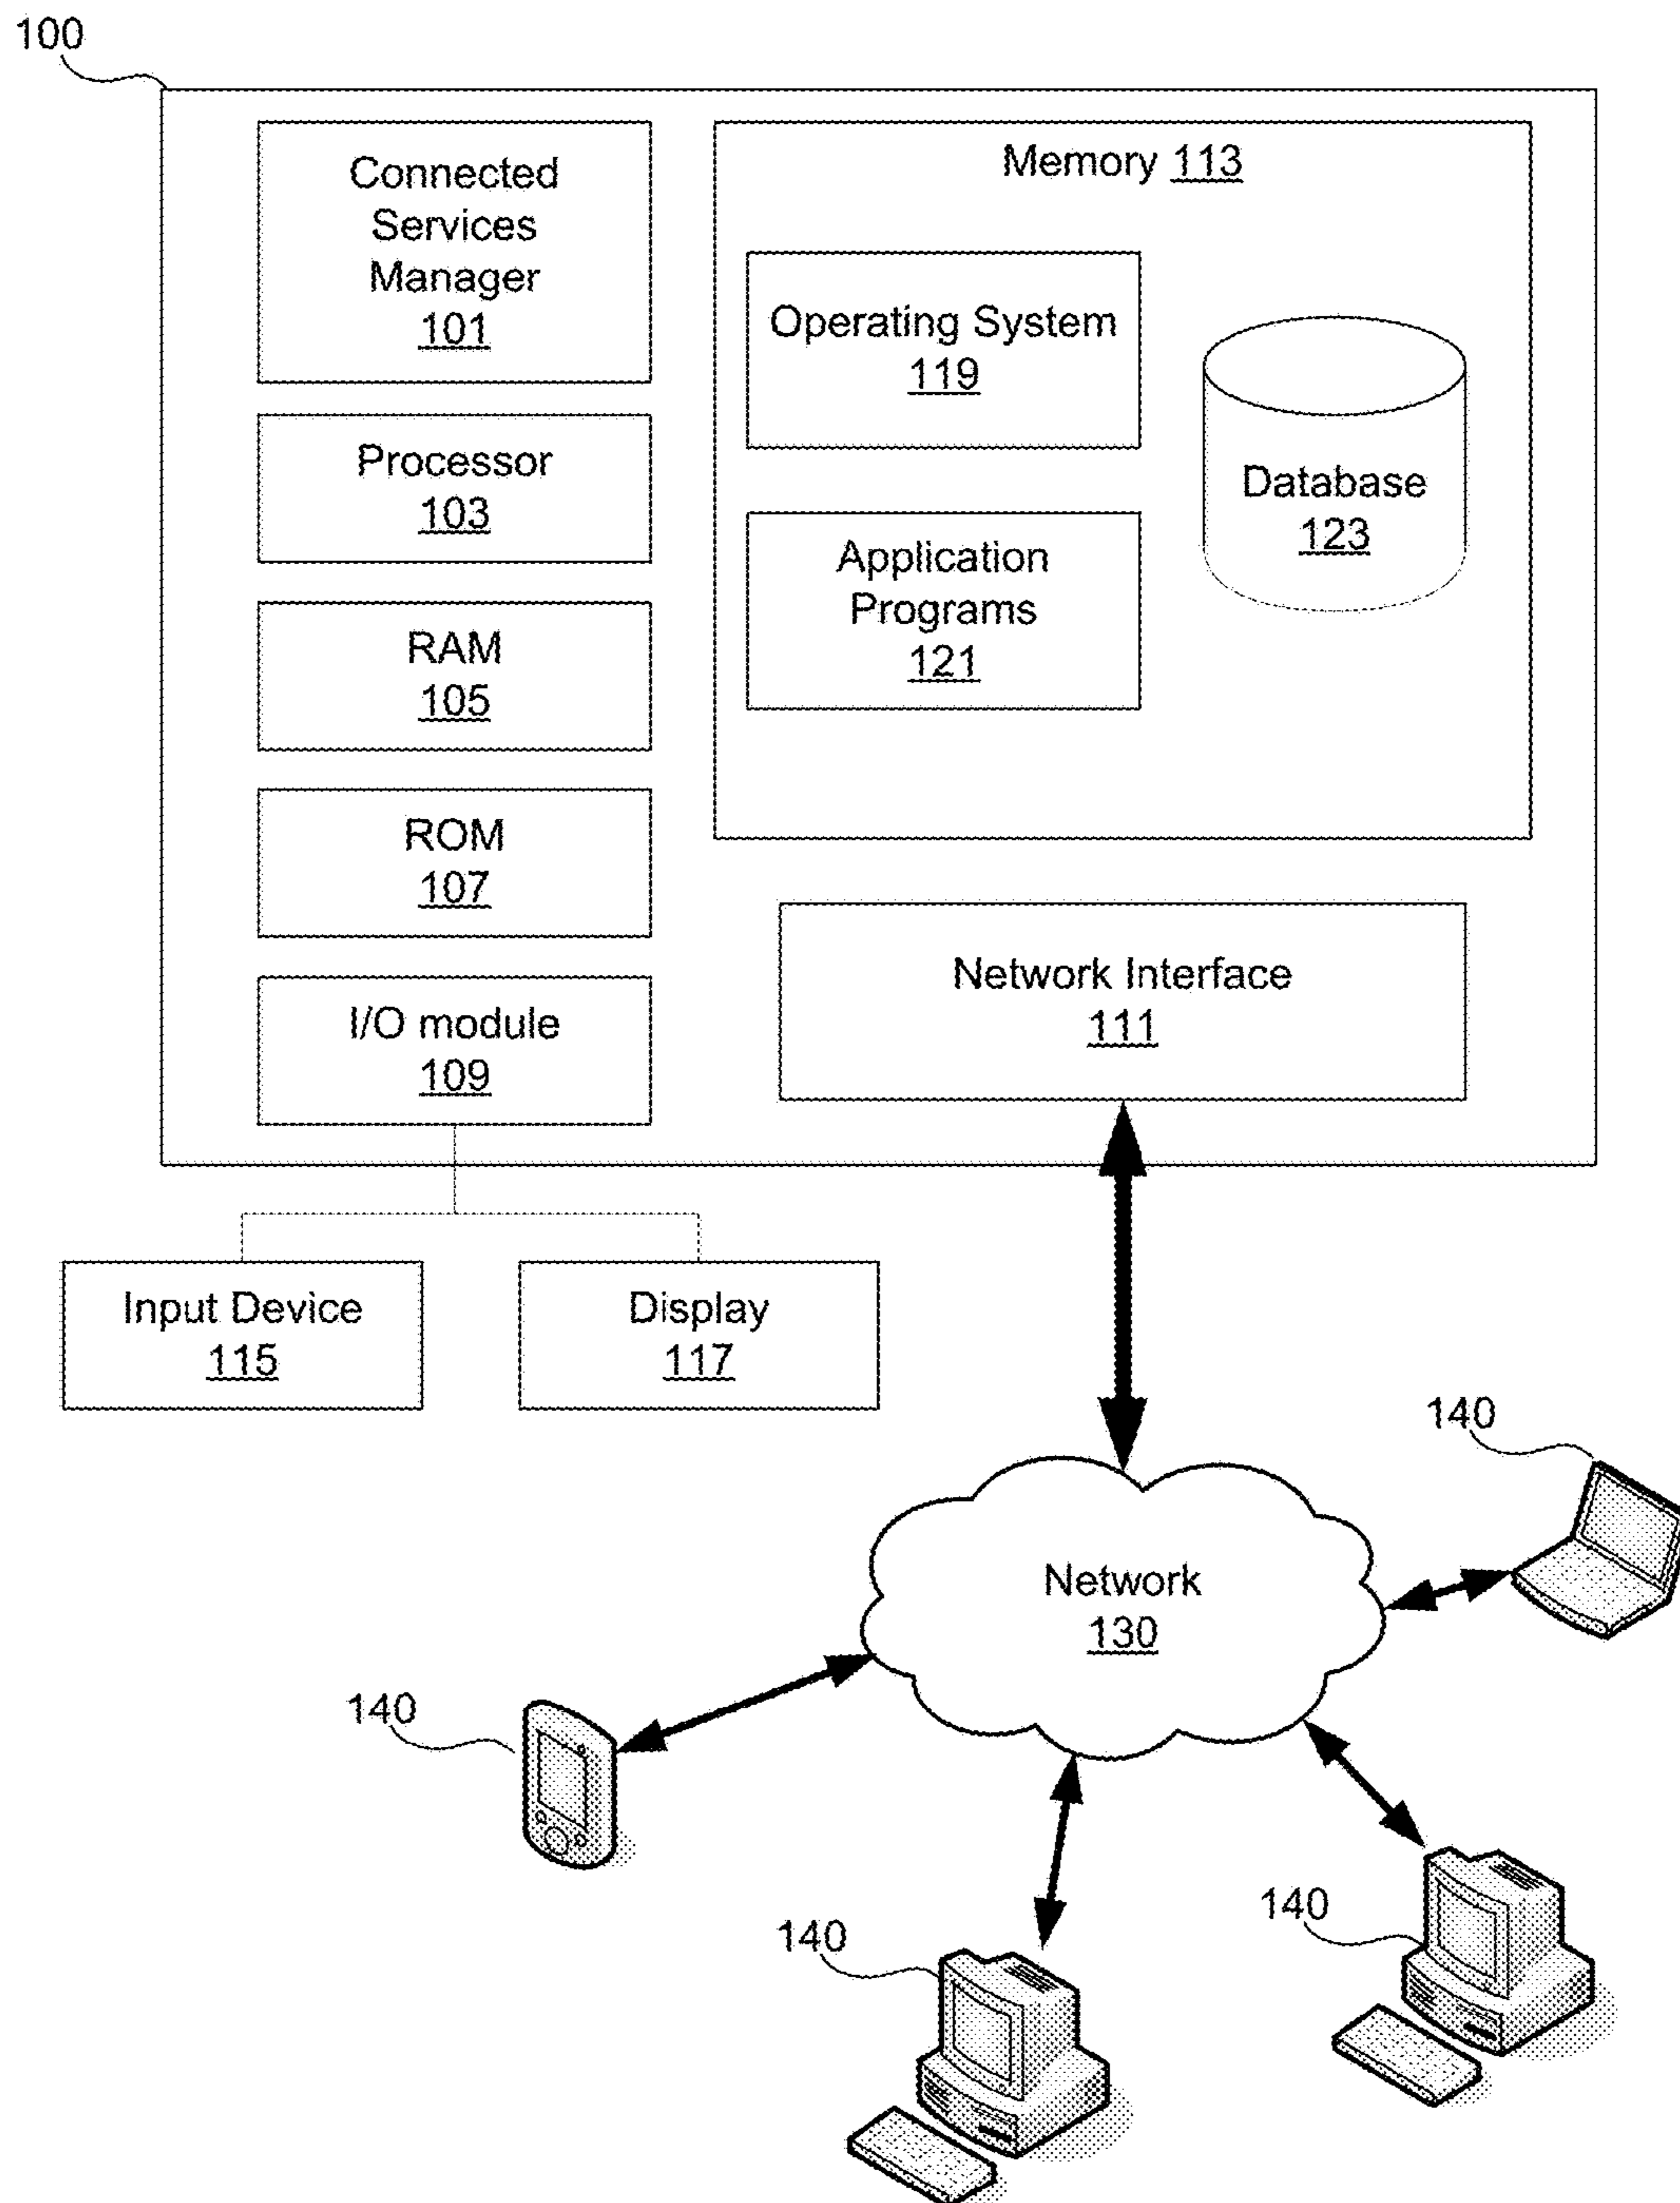 100
Connected
Services
Manager
101
Processor
103
RAM
105
ROM
107
I/O module
109
Memory 113
Operating System
119
Application
Programs
121
Database
123
Network Interface
111
Input Device
115
Display
117
Network
130
140
140
140
140